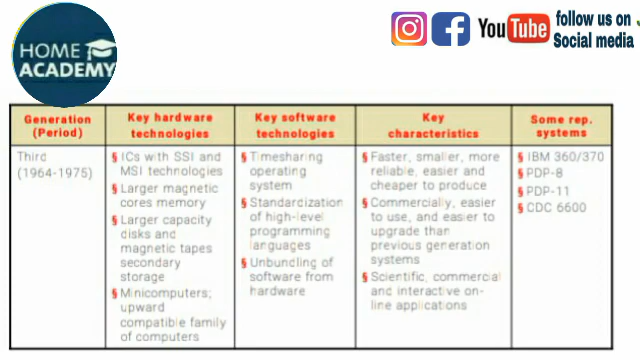 HOME
ACADEMY
YouTube
follow us on
Social media
Generation
(Period)
Key hardware
technologies
Key software
technologies
Key
characteristics
Some rep.
systems
Third
(1964-1975)
§ ICs with SSI and
MSI technologies
§ Larger magnetic
cores memory
§ Larger capacity
disks and
magnetic tapes
secondary
storage
§ Minicomputers;
upward
compatible family
of computers
§ Timesharing
operating
system
§ Standardization
of high-level
programming
languages
§ Unbundling of
software from
hardware
§ Faster, smaller, more
reliable, easier and
cheaper to produce
§ Commercially, easier
to use, and easier to
upgrade than
previous generation
systems
§ Scientific, commercial
and interactive on-
line applications
§ IBM 360/370
§ PDP-8
§ PDP-11
§ CDC 6600